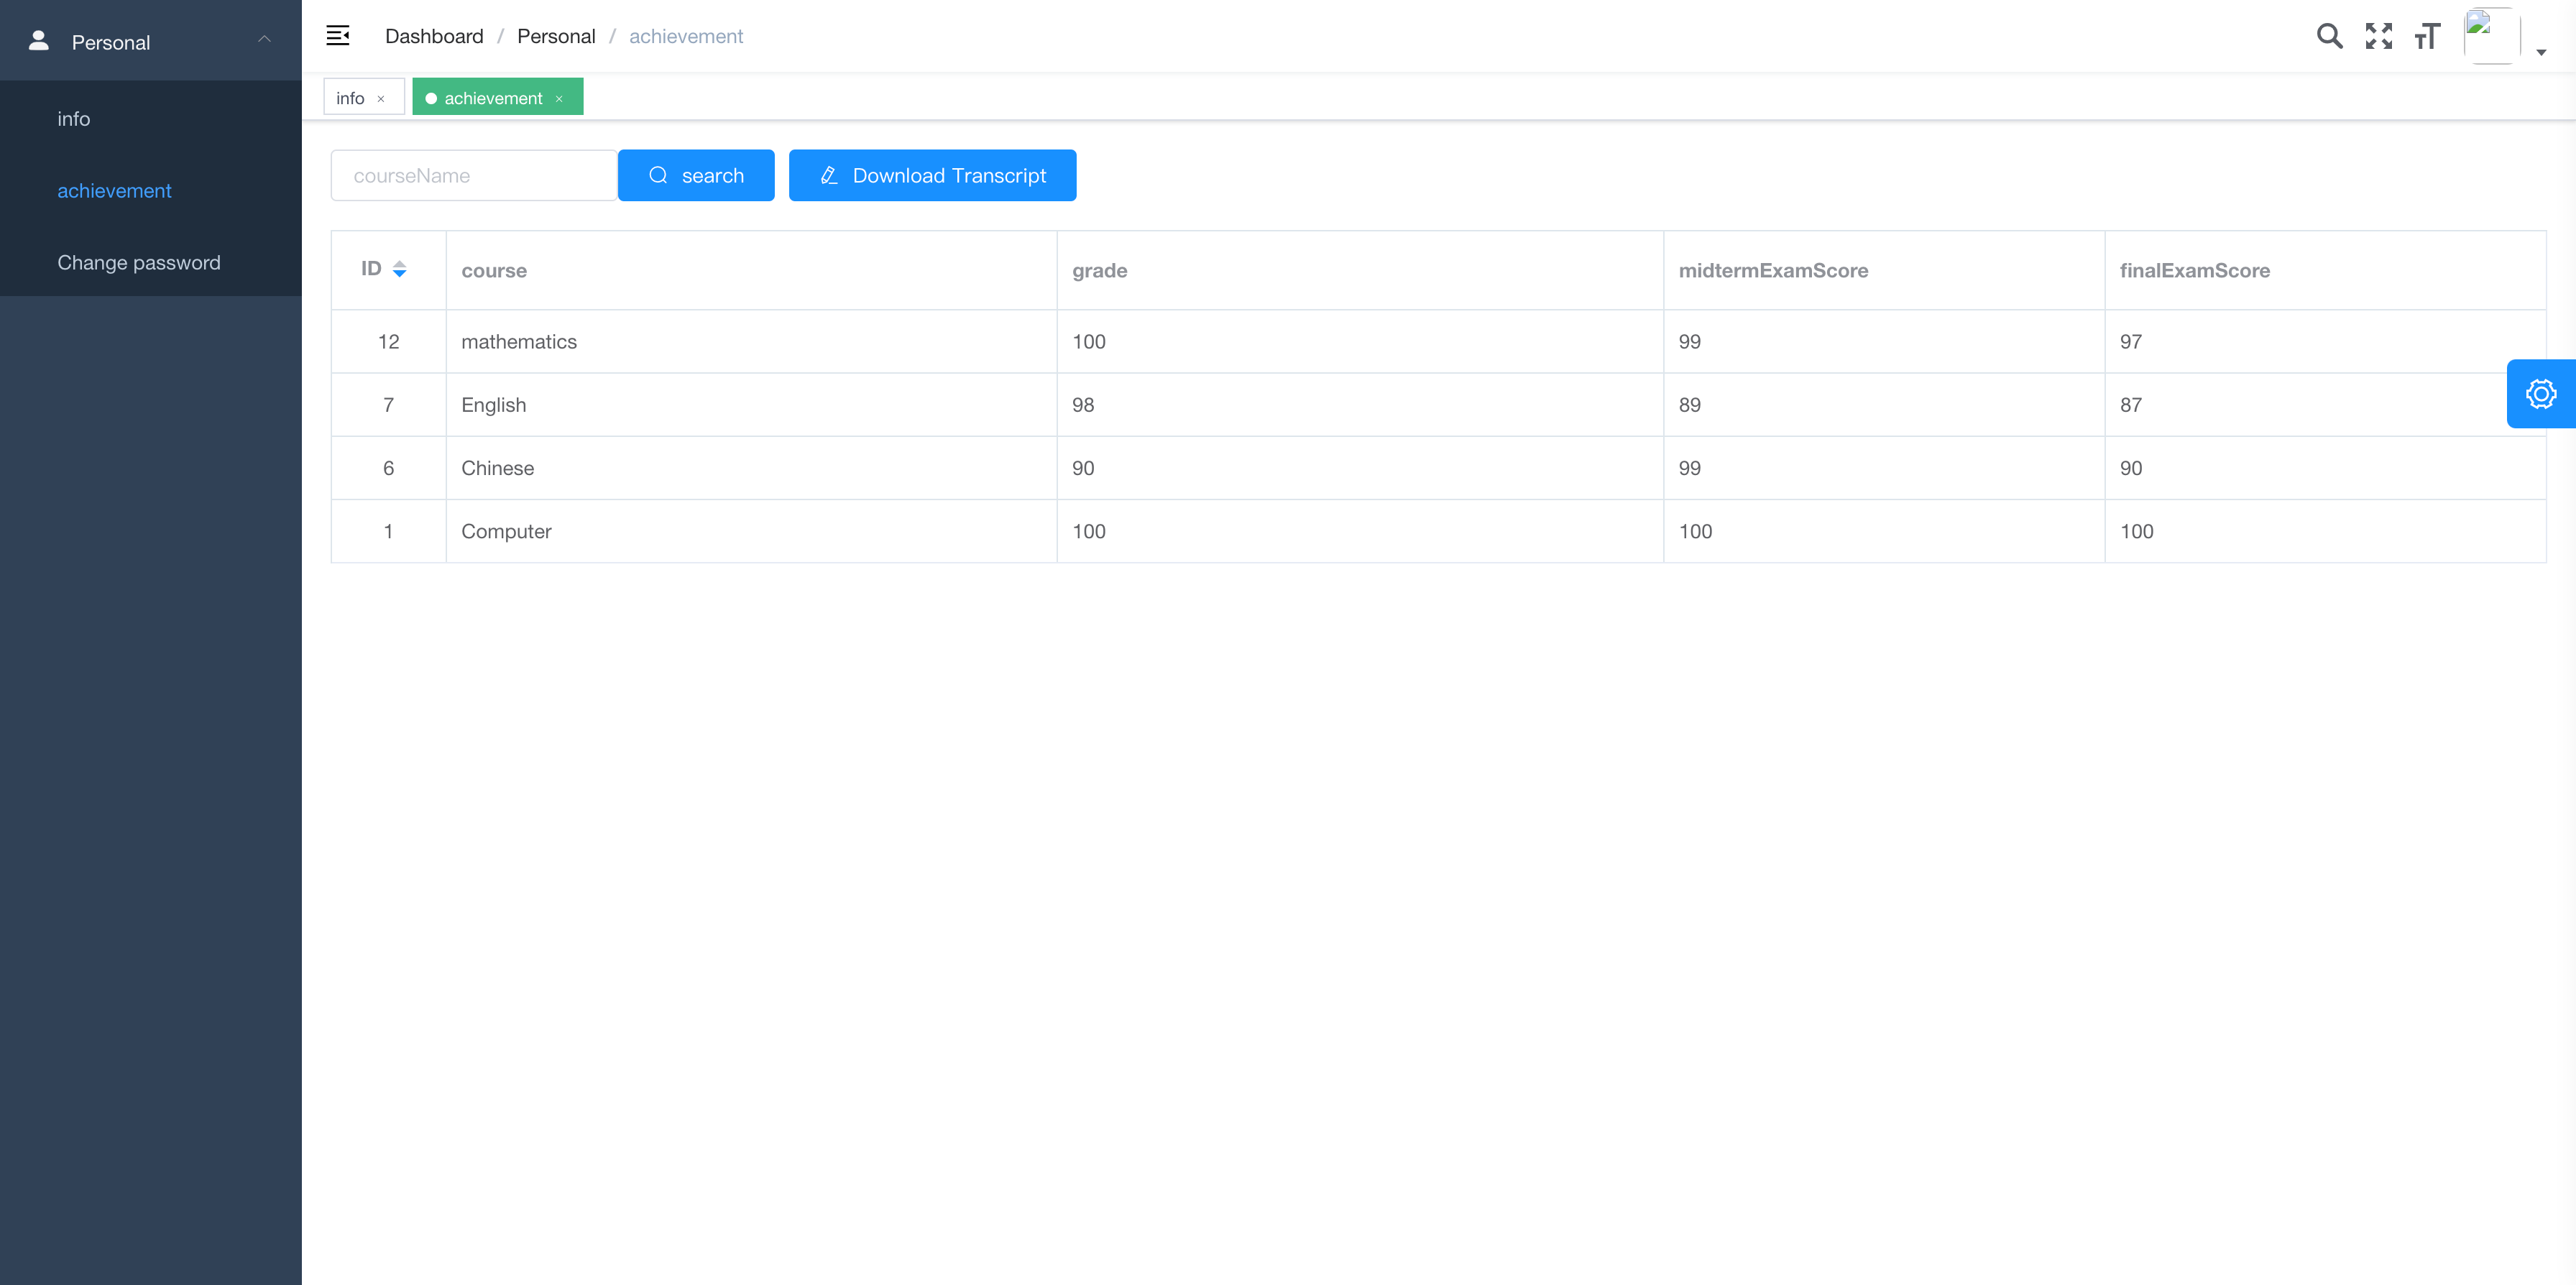 Personal
info
achievement
Change password
Dashboard / Personal / achievement
info ×
achievement ×
courseName
search
Download Transcript
ID course grade midtermExamScore finalExamScore
12 mathematics 100 99 97
7 English 98 89 87
6 Chinese 90 99 90
1 Computer 100 100 100